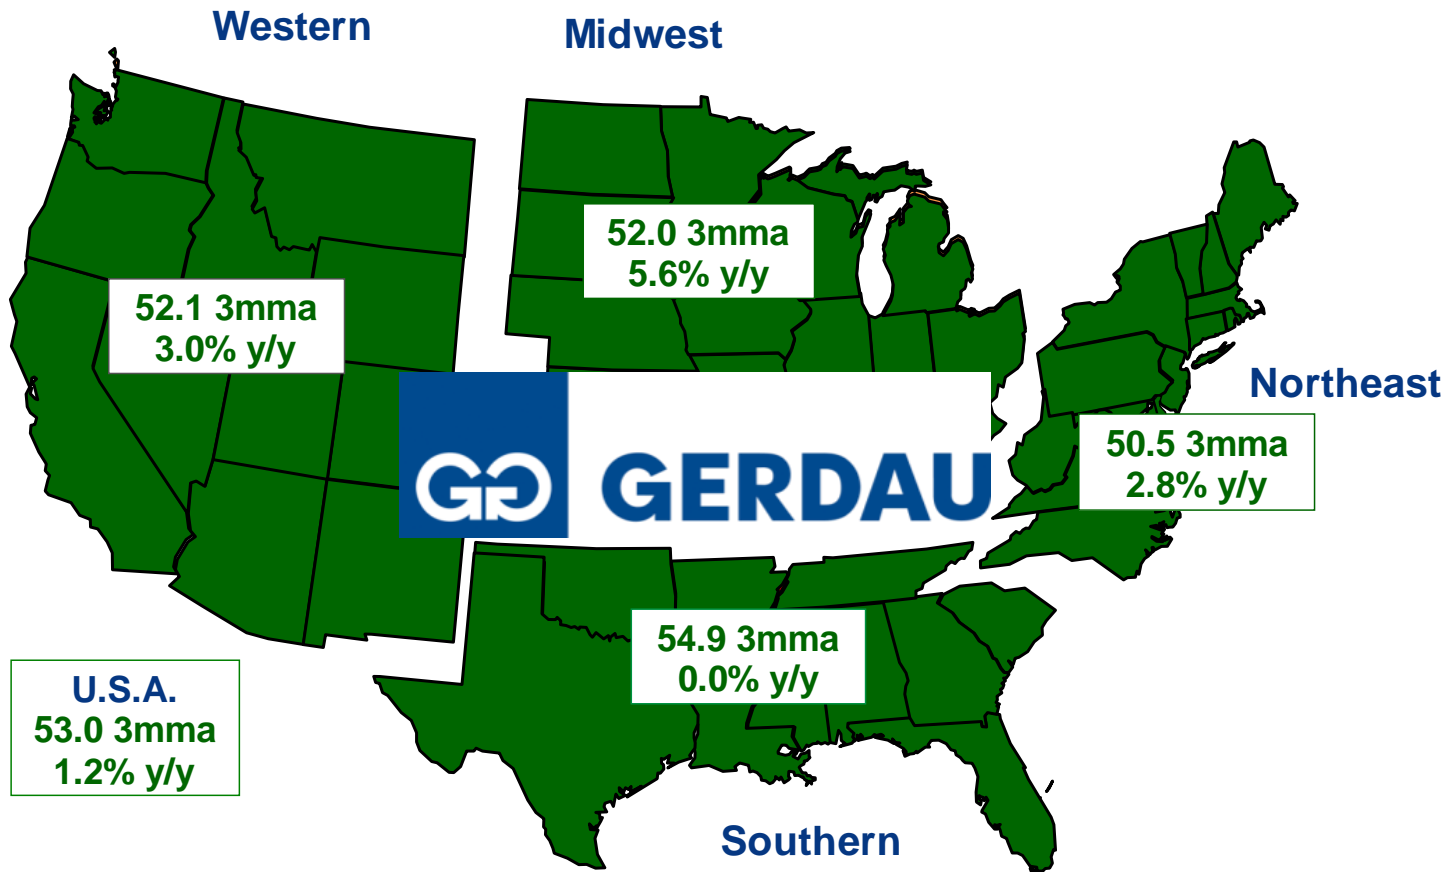 Western
Midwest
52.0 3mma
5.6% y/y
52.1 3mma
3.0% y/y
Northeast
GG GERDAU
50.5 3mma
2.8% y/y
54.9 3mma
0.0% y/y
U.S.A.
53.0 3mma
1.2% y/y
Southern